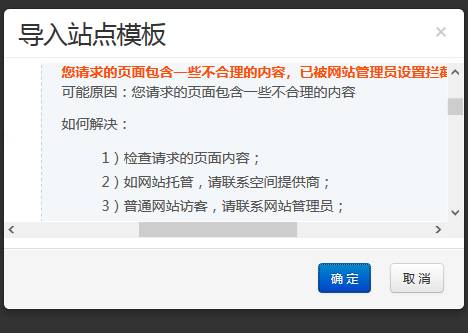 导入站点模板
×
您请求的页面包含一些不合理的内容，已被网站管理员设置拦截
可能原因：您请求的页面包含一些不合理的内容
如何解决：
1）检查请求的页面内容；
2）如网站托管，请联系空间提供商；
3）普通网站访客，请联系网站管理员；
确 定
取 消